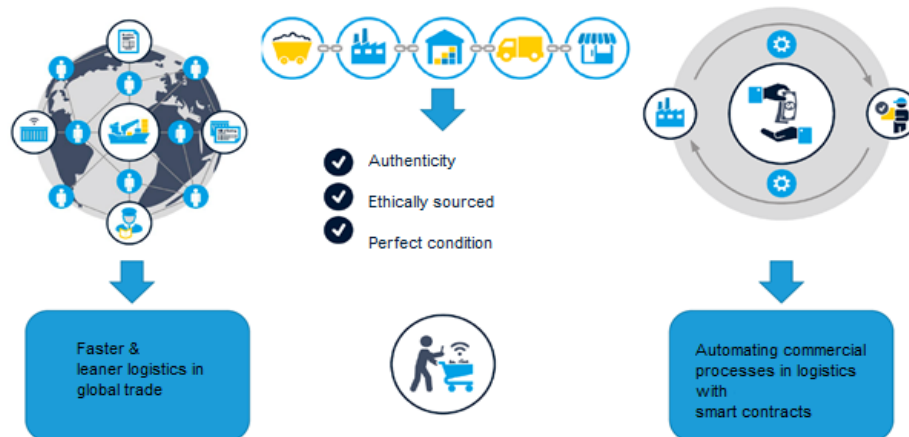 Authenticity
Ethically sourced
Perfect condition
Faster &
leaner logistics in
global trade
Automating commercial
processes in logistics
with
smart contracts